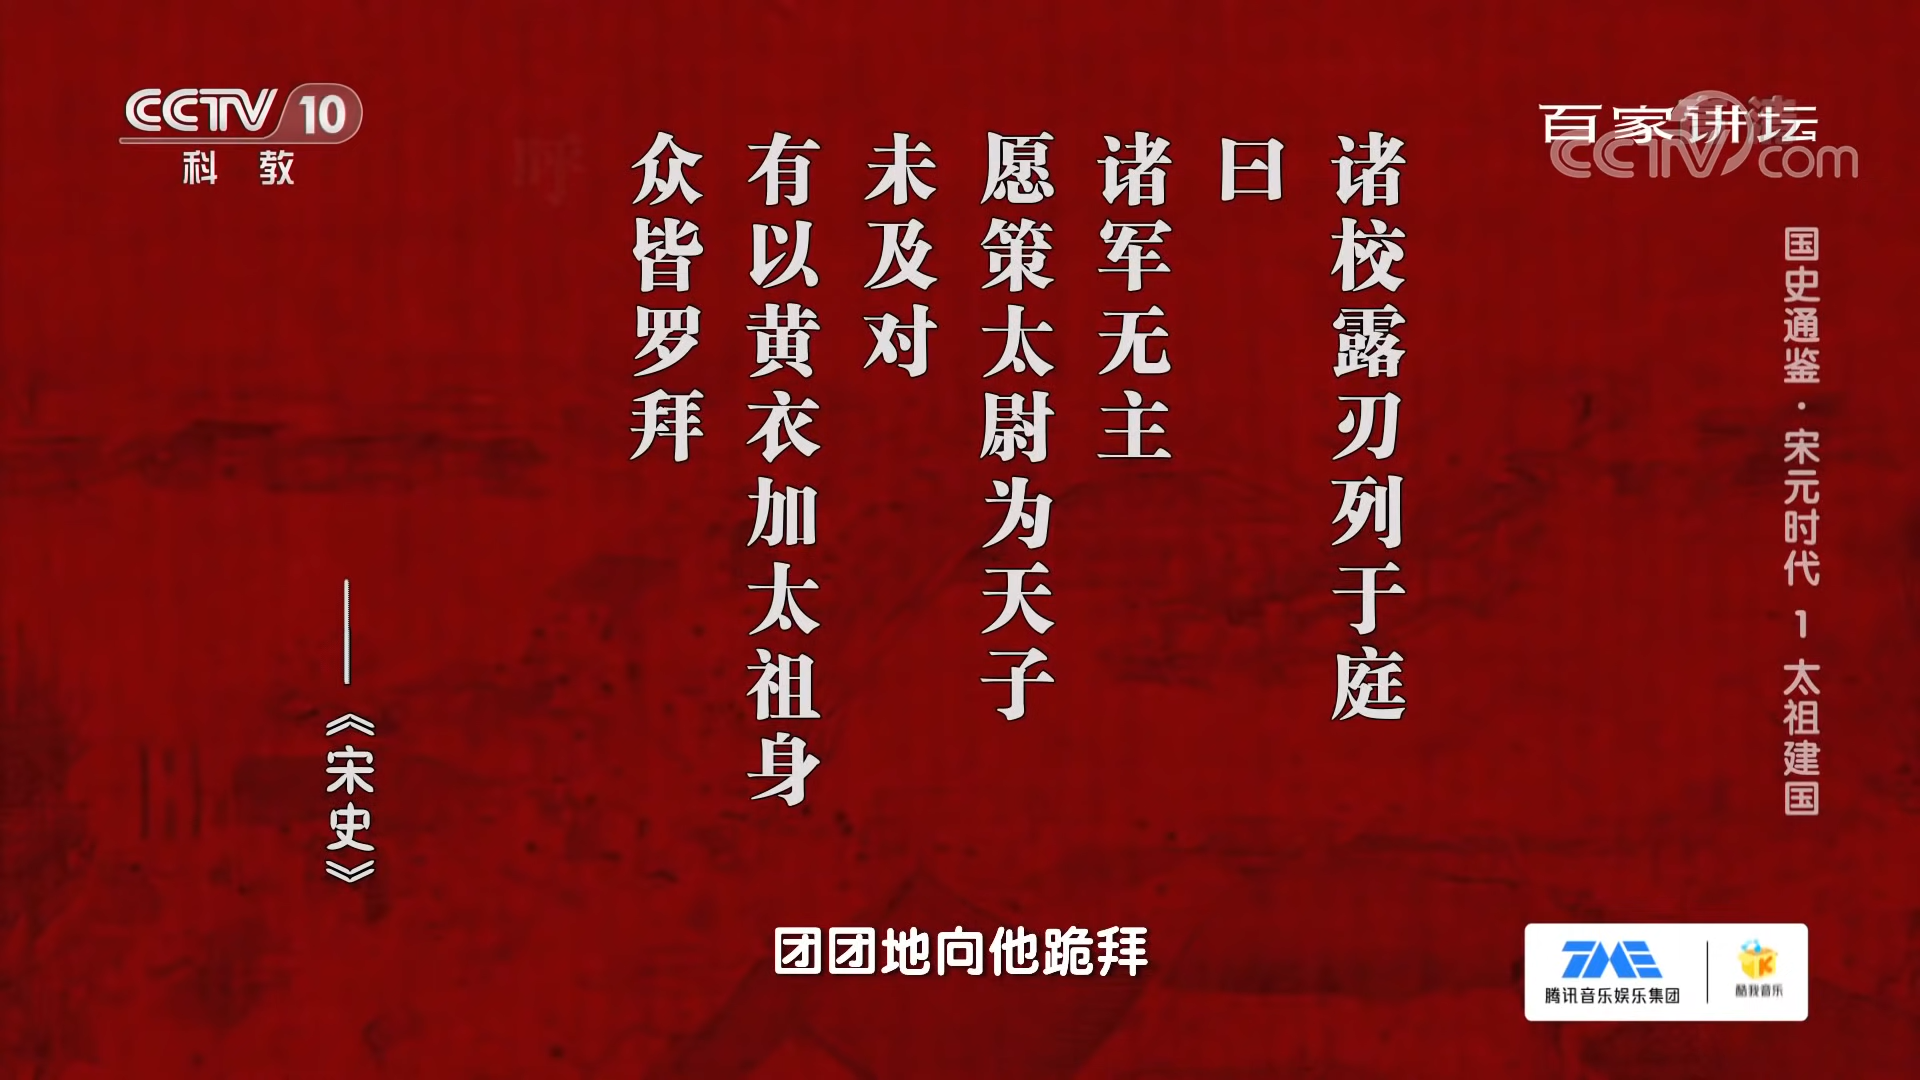 CCTV 10
科 教
百家讲坛
CCTV.com
国史通鉴·宋元时代 1 太祖建国
诸校露刃列于庭
曰
诸军无主
愿策太尉为天子
未及对
有以黄衣加太祖身
众皆罗拜
呼
——《宋史》
团团地向他跪拜
TME
腾讯音乐娱乐集团
K
酷我音乐